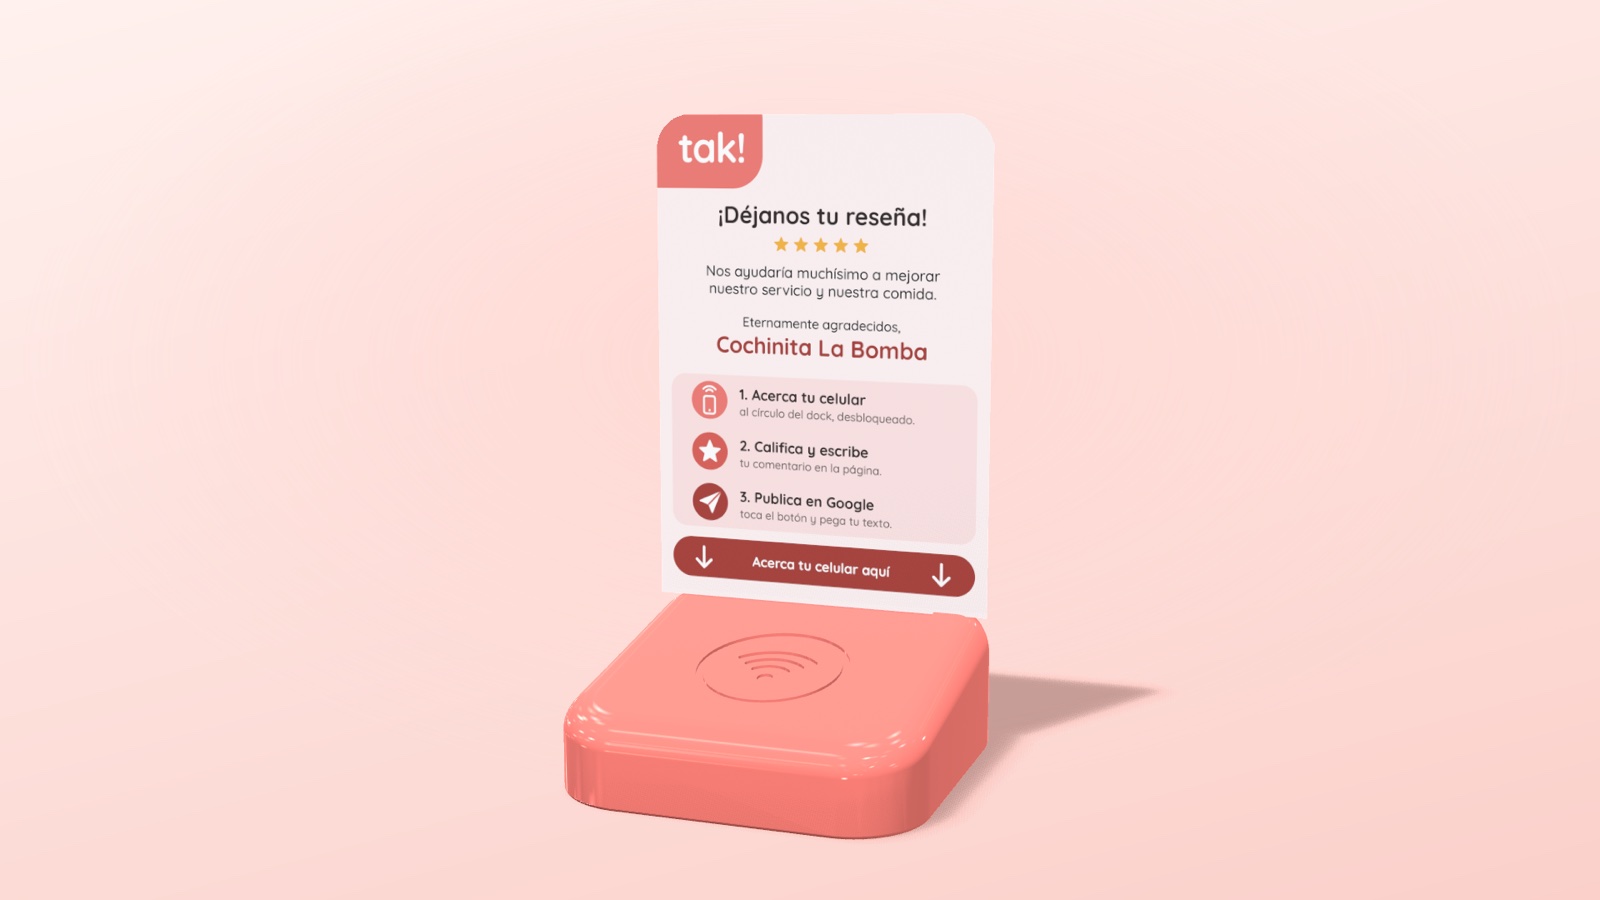 tak!
¡Déjanos tu reseña!
Nos ayudaría muchísimo a mejorar
nuestro servicio y nuestra comida.
Eternamente agradecidos,
Cochinita La Bomba
1. Acerca tu celular
al círculo del dock, desbloqueado.
2. Califica y escribe
tu comentario en la página.
3. Publica en Google
toca el botón y pega tu texto.
Acerca tu celular aquí